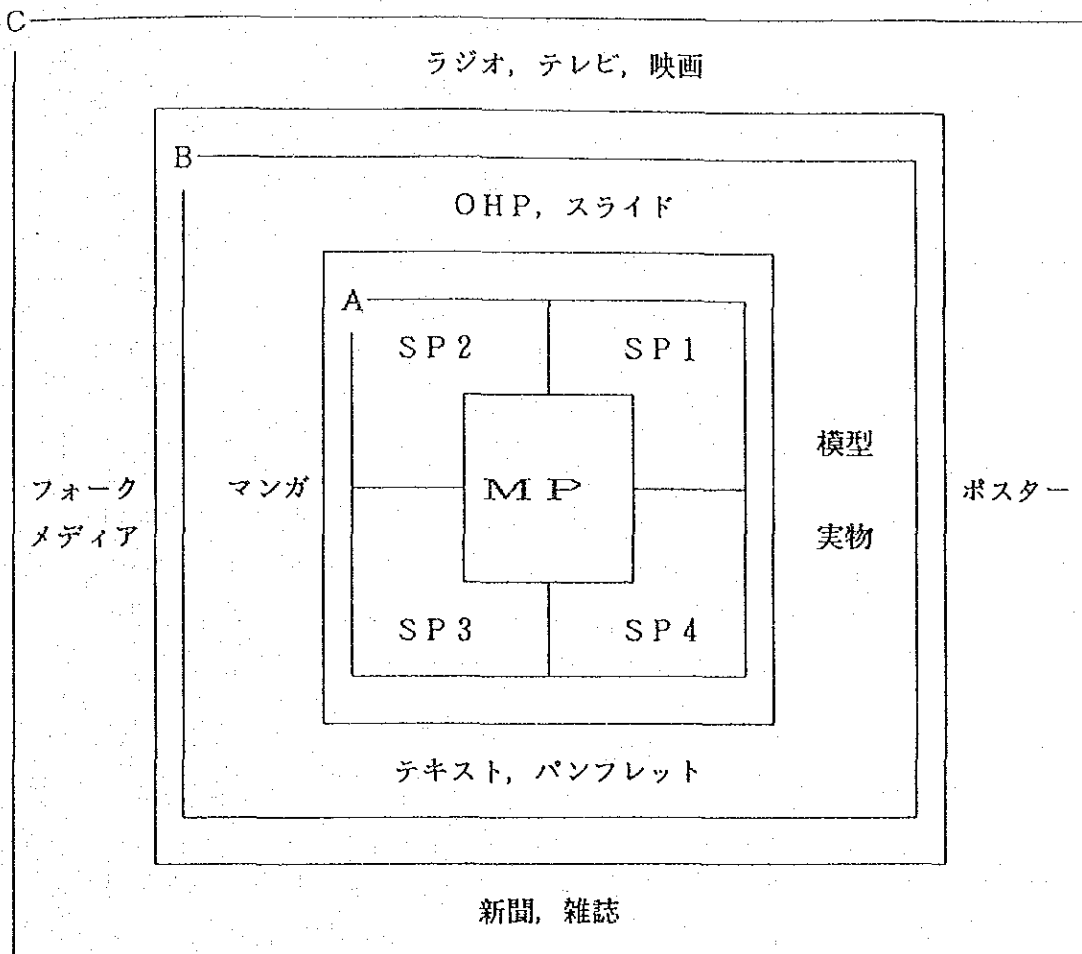 C
ラジオ, テレビ, 映画
B
OHP, スライド
A
SP2
SP1
模型
フォーク
マンガ
MP
ポスター
メディア
実物
SP3
SP4
テキスト, パンフレット
新聞, 雑誌